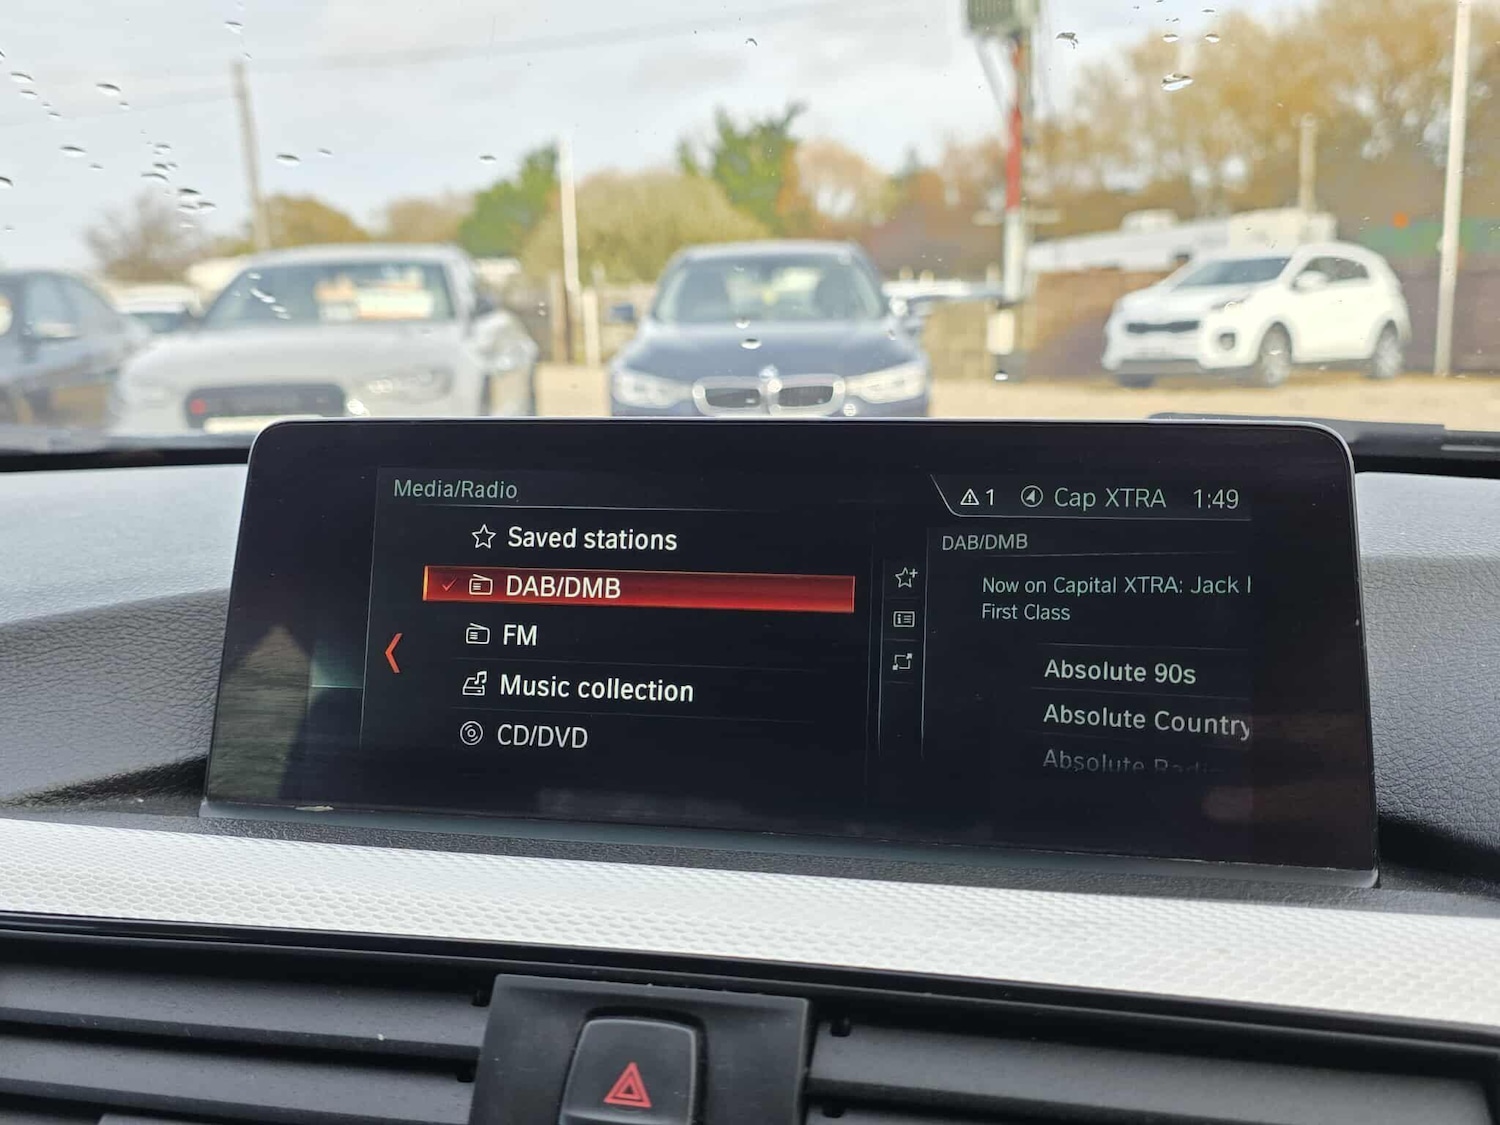 Media/Radio
1 Cap XTRA 1:49
Saved stations
DAB/DMB
FM
Music collection
CD/DVD
DAB/DMB
Now on Capital XTRA: Jack
First Class
Absolute 90s
Absolute Country
Absolute